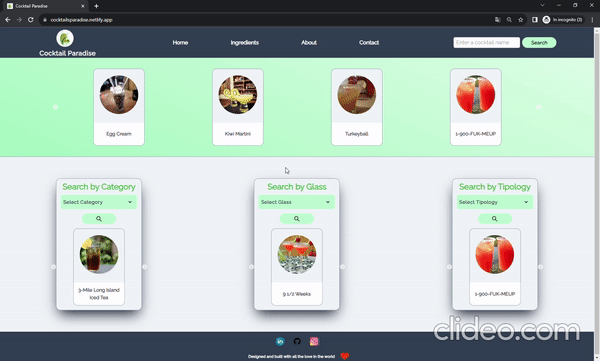 Cocktail Paradise
cocktailsparadise.netlify.app
In incognito (3)
Cocktail Paradise
Home
Ingredients
About
Contact
Enter a cocktail name
Search
Egg Cream
Kiwi Martini
Turkeyball
1-900-FUK-MEUP
Search by Category
Select Category
3-Mile Long Island
Iced Tea
Search by Glass
Select Glass
9 1/2 Weeks
Search by Tipology
Select Tipology
1-900-FUK-MEUP
Designed and built with all the love in the world
clideo.com